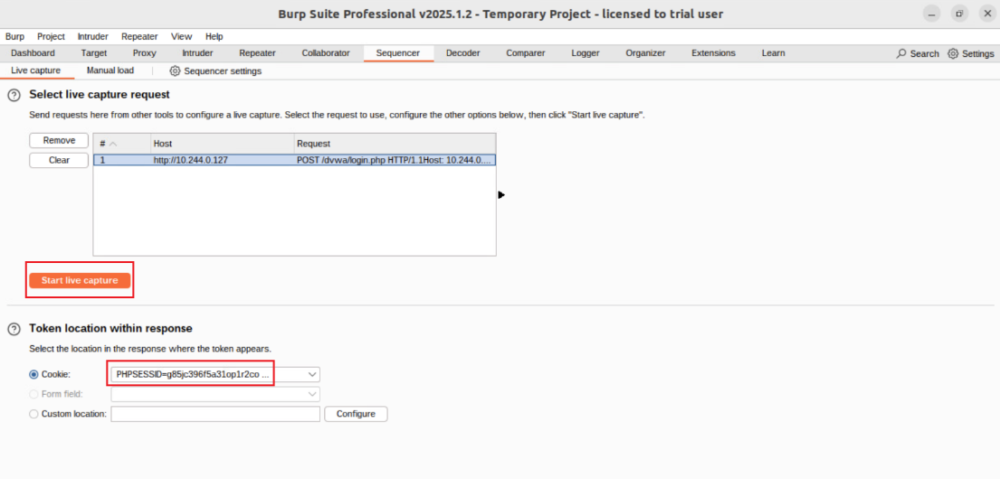 Burp Suite Professional v2025.1.2 - Temporary Project - licensed to trial user
Burp Project Intruder Repeater View Help
Dashboard Target Proxy Intruder Repeater Collaborator Sequencer Decoder Comparer Logger Organizer Extensions Learn Search Settings
Live capture Manual load Sequencer settings
Select live capture request
Send requests here from other tools to configure a live capture. Select the request to use, configure the other options below, then click "Start live capture".
Remove
Clear
# Host Request
1 http://10.244.0.127 POST /dvwa/login.php HTTP/1.1Host: 10.244.0....
Start live capture
Token location within response
Select the location in the response where the token appears.
Cookie: PHPSESSID=g85jc396f5a31op1r2co ...
Form field:
Custom location: Configure